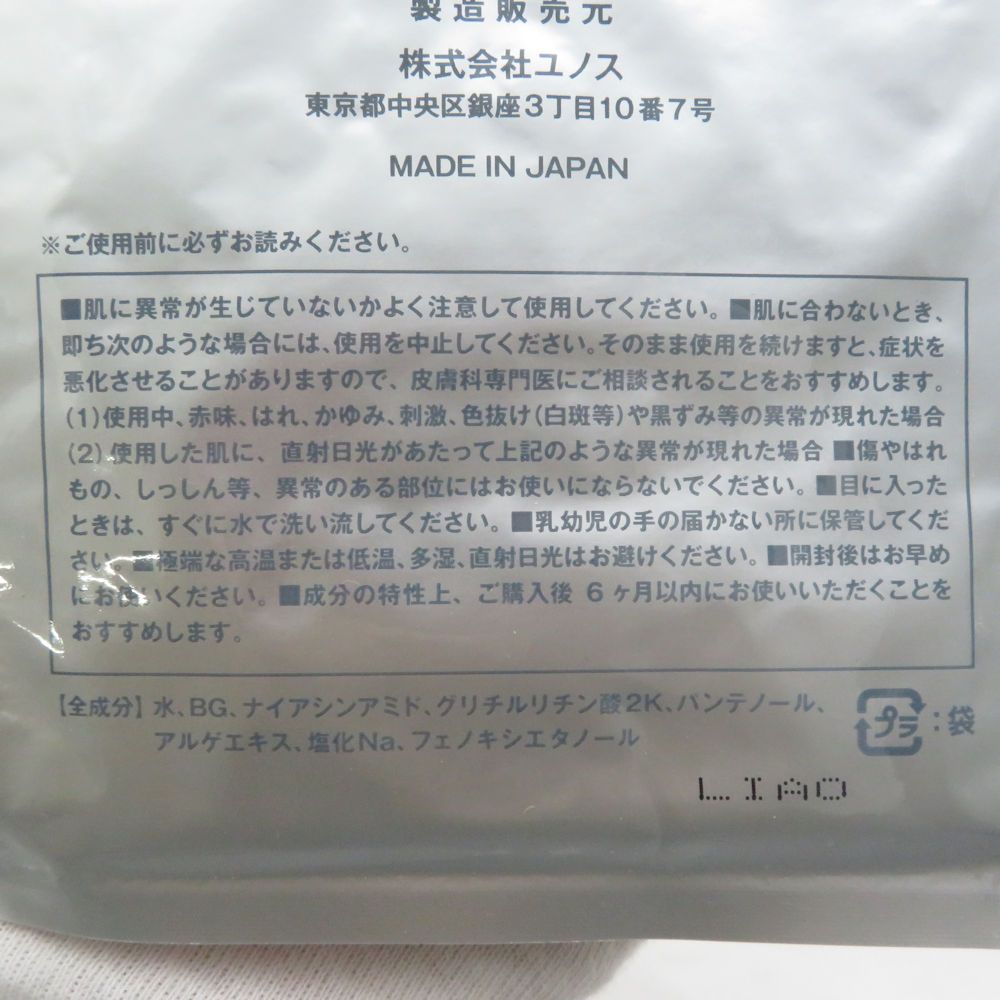 製造販売元
株式会社ユノス
東京都中央区銀座3丁目10番7号
MADE IN JAPAN
※ご使用前に必ずお読みください。
■肌に異常が生じていないかよく注意して使用してください。■肌に合わないとき、
即ち次のような場合には、使用を中止してください。そのまま使用を続けますと、症状を
悪化させることがありますので、皮膚科専門医にご相談されることをおすすめします。
(1)使用中、赤味、はれ、かゆみ、刺激、色抜け(白斑等)や黒ずみ等の異常が現れた場合
(2)使用した肌に、直射日光があたって上記のような異常が現れた場合 ■傷やはれ
もの、しっしん等、異常のある部位にはお使いにならないでください。■目に入った
ときは、すぐに水で洗い流してください。■乳幼児の手の届かない所に保管してくだ
さい。■極端な高温または低温、多湿、直射日光はお避けください。■開封後はお早め
にお使いください。■成分の特性上、ご購入後 6ヶ月以内にお使いいただくことを
おすすめします。
【全成分】水、BG、ナイアシンアミド、グリチルリチン酸2K、パンテノール、
アルゲエキス、塩化Na、フェノキシエタノール
プラ:袋
LIAO